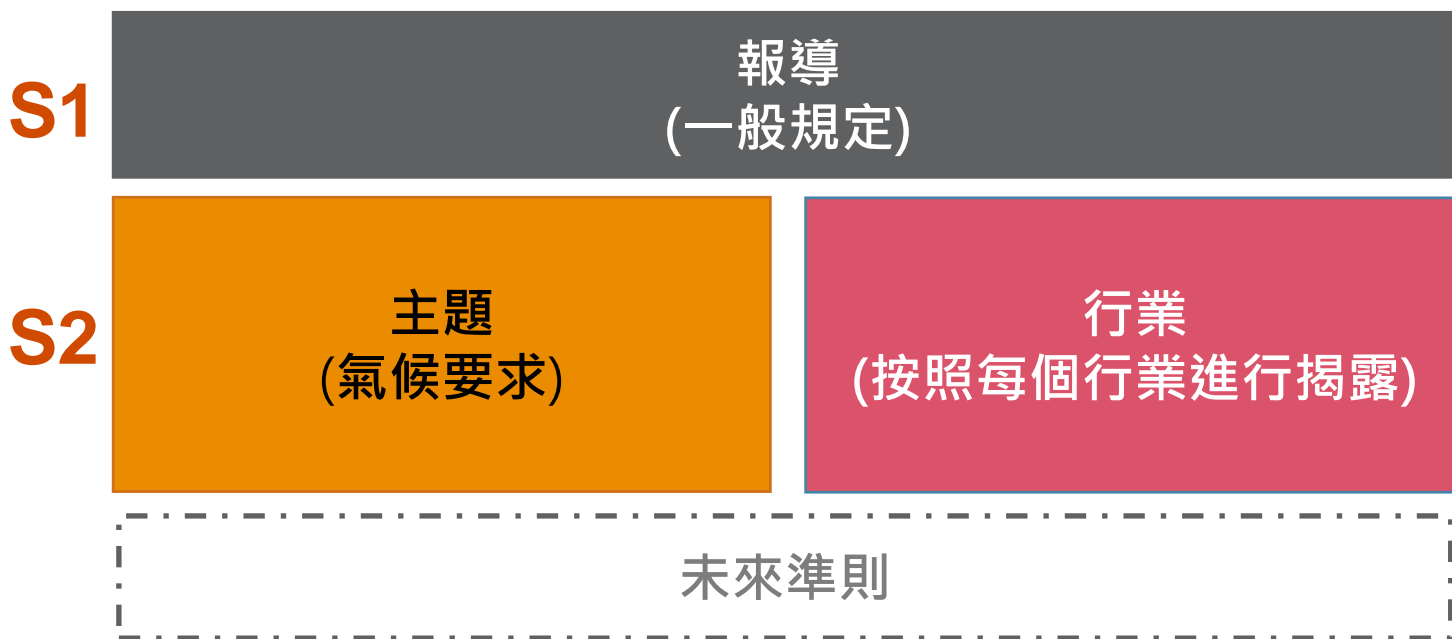 S1
報導
(一般規定)
S2
主題
(氣候要求)
行業
(按照每個行業進行揭露)
未來準則